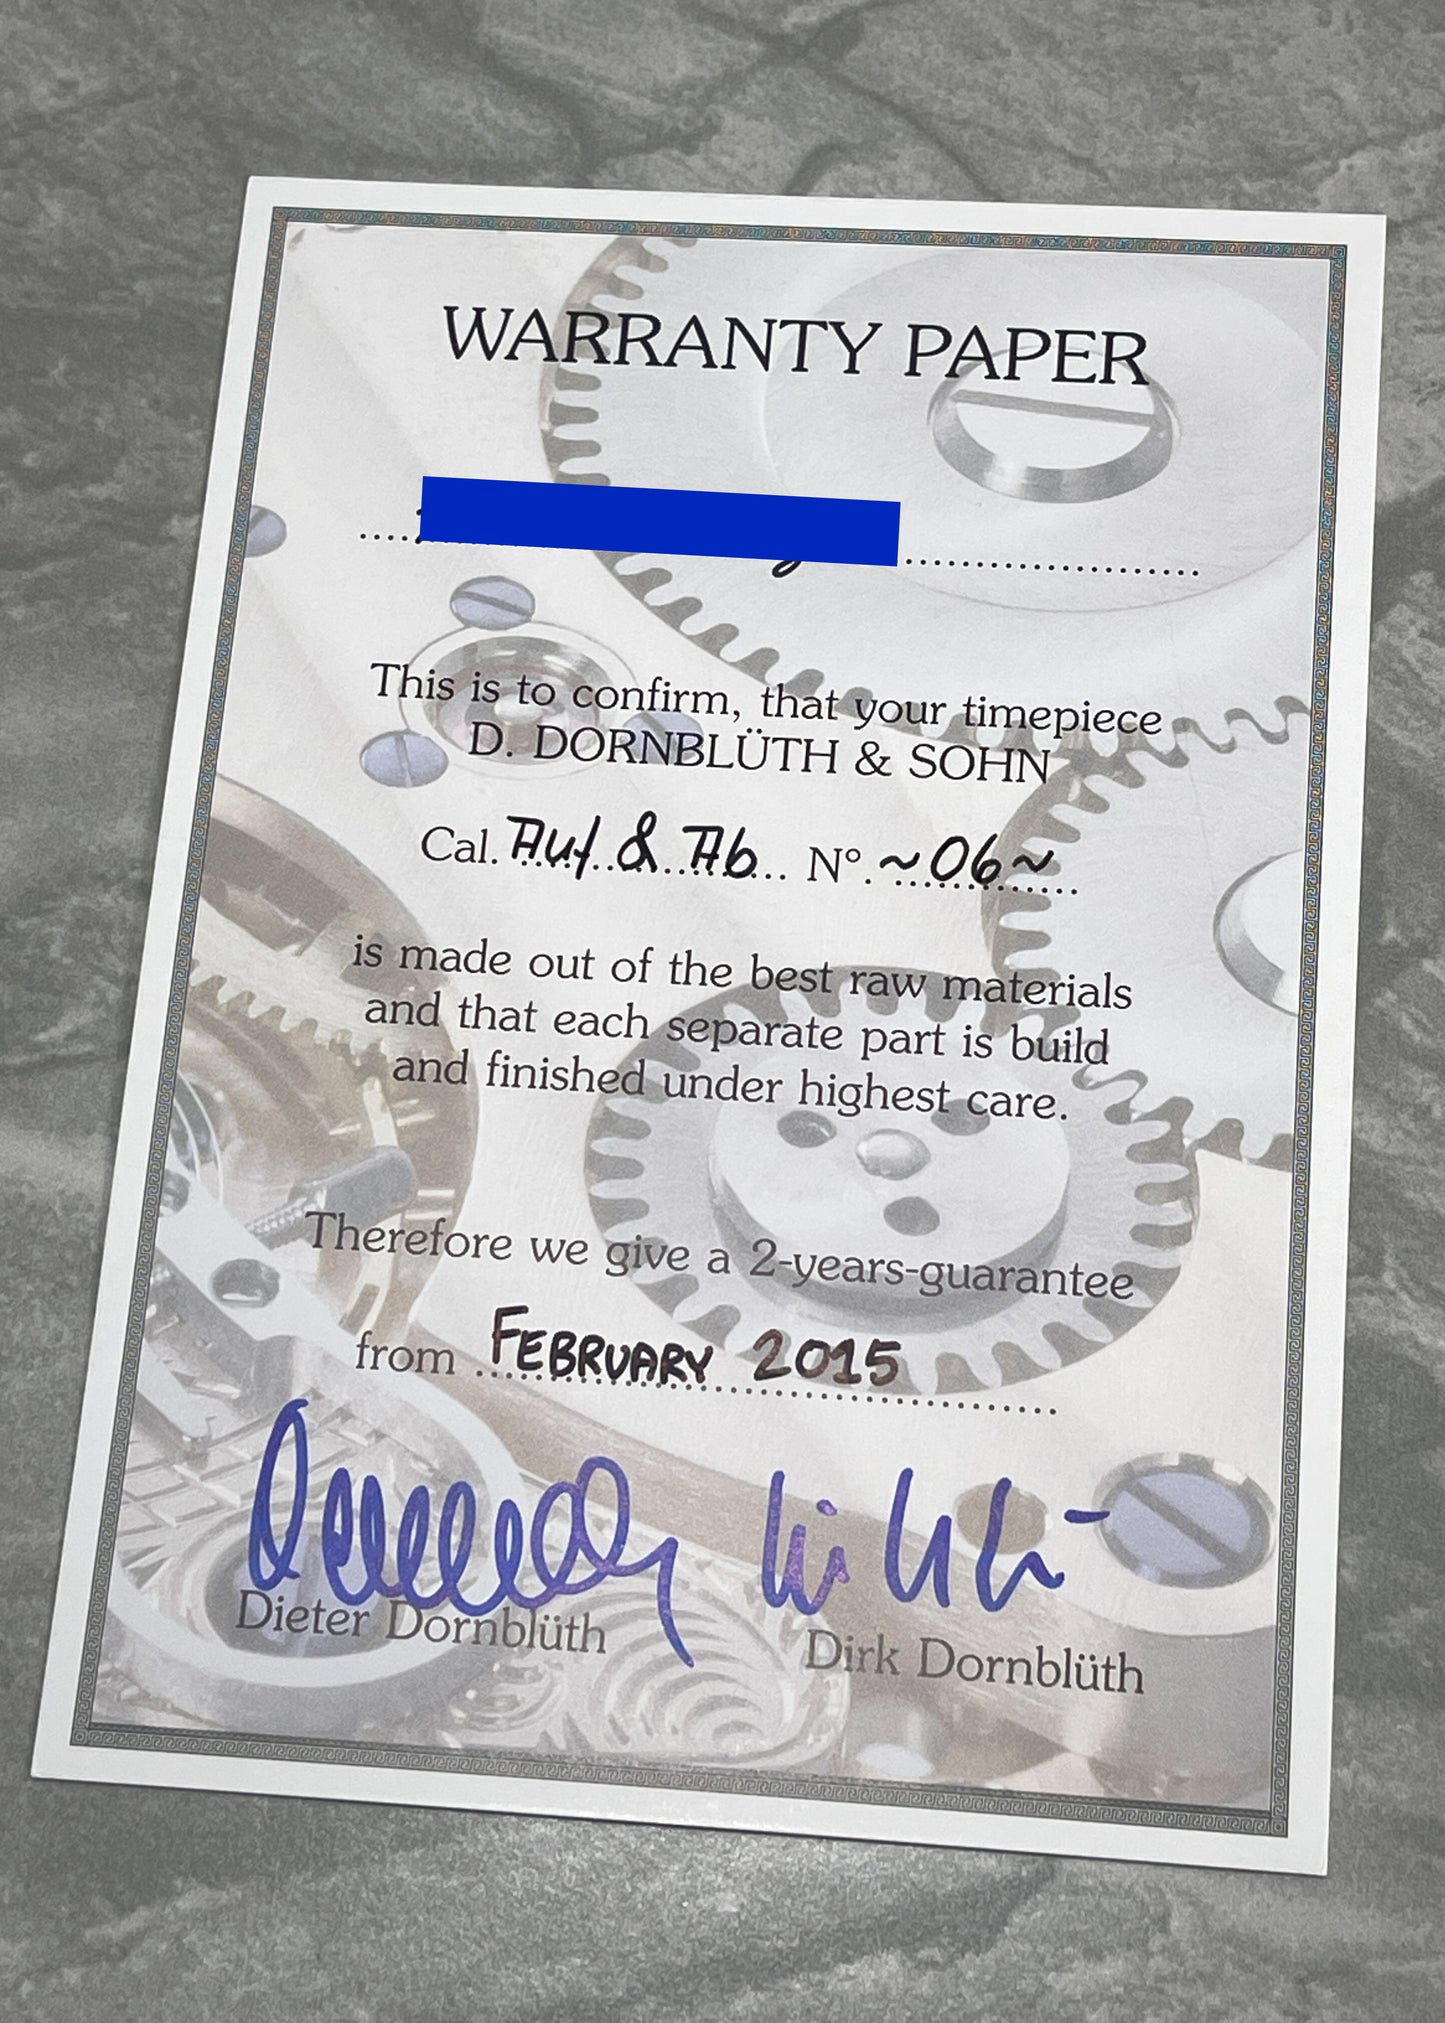 WARRANTY PAPER
This is to confirm, that your timepiece
D. DORNBLÜTH & SOHN
Cal. Auf & Ab N° ~06~
is made out of the best raw materials
and that each separate part is build
and finished under highest care.
Therefore we give a 2-years-guarantee
from FEBRUARY 2015
Dieter Dornblüth
Dirk Dornblüth